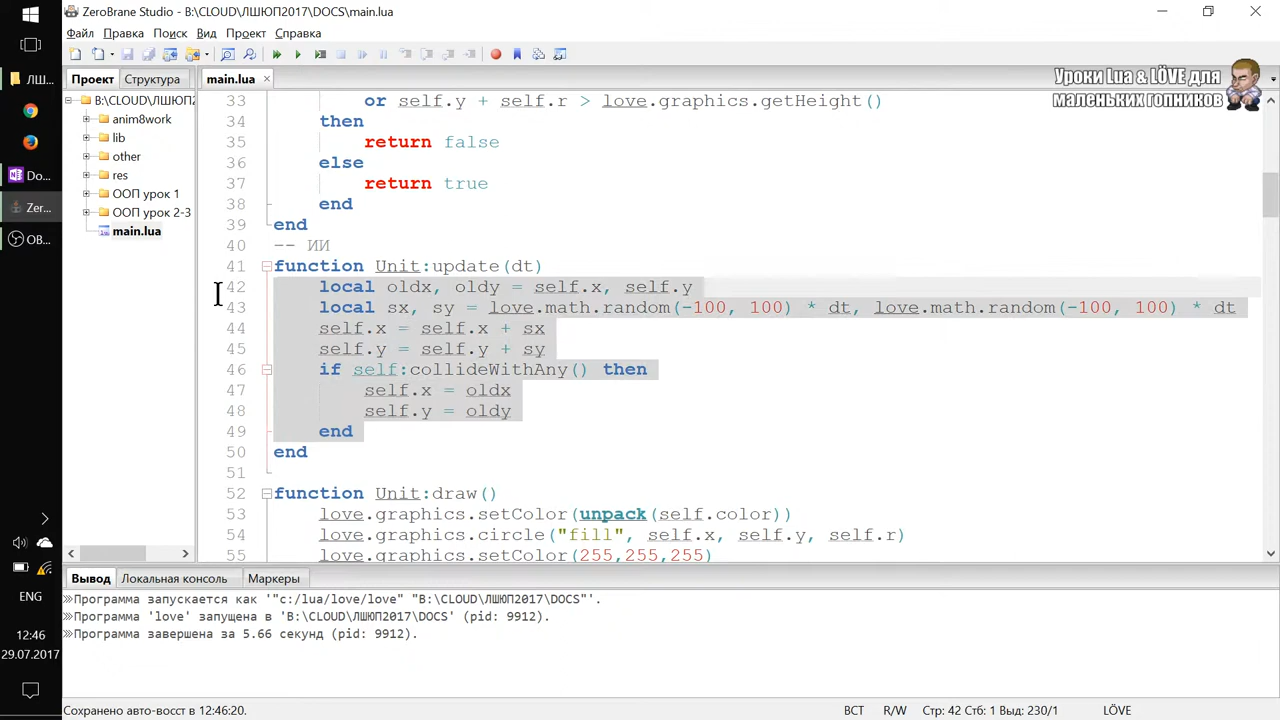 ZeroBrane Studio - B:\CLOUD\ЛШЮП2017\DOCS\main.lua
Файл Правка Поиск Вид Проект Справка
Проект Структура
main.lua
Уроки Lua & LÖVE для
маленьких гопников
B:\CLOUD\ЛШЮП2
anim8work
lib
other
res
ООП урок 1
ООП урок 2-3
main.lua
ЛШ...
Do...
Zer...
OB...
33 or self.y + self.r > love.graphics.getHeight()
34 then
35 return false
36 else
37 return true
38 end
39 end
40 -- ИИ
41 function Unit:update(dt)
42 local oldx, oldy = self.x, self.y
43 local sx, sy = love.math.random(-100, 100) * dt, love.math.random(-100, 100) * dt
44 self.x = self.x + sx
45 self.y = self.y + sy
46 if self:collideWithAny() then
47 self.x = oldx
48 self.y = oldy
49 end
50 end
51
52 function Unit:draw()
53 love.graphics.setColor(unpack(self.color))
54 love.graphics.circle("fill", self.x, self.y, self.r)
55 love.graphics.setColor(255,255,255)
Вывод Локальная консоль Маркеры
Программа запускается как '"c:/lua/love/love" "B:\CLOUD\ЛШЮП2017\DOCS"'.
Программа 'love' запущена в 'B:\CLOUD\ЛШЮП2017\DOCS' (pid: 9912).
Программа завершена за 5.66 секунд (pid: 9912).
ENG
12:46
29.07.2017
Сохранено авто-восст в 12:46:20. ВСТ R/W Стр: 42 Стб: 1 Выд: 230/1 LÖVE